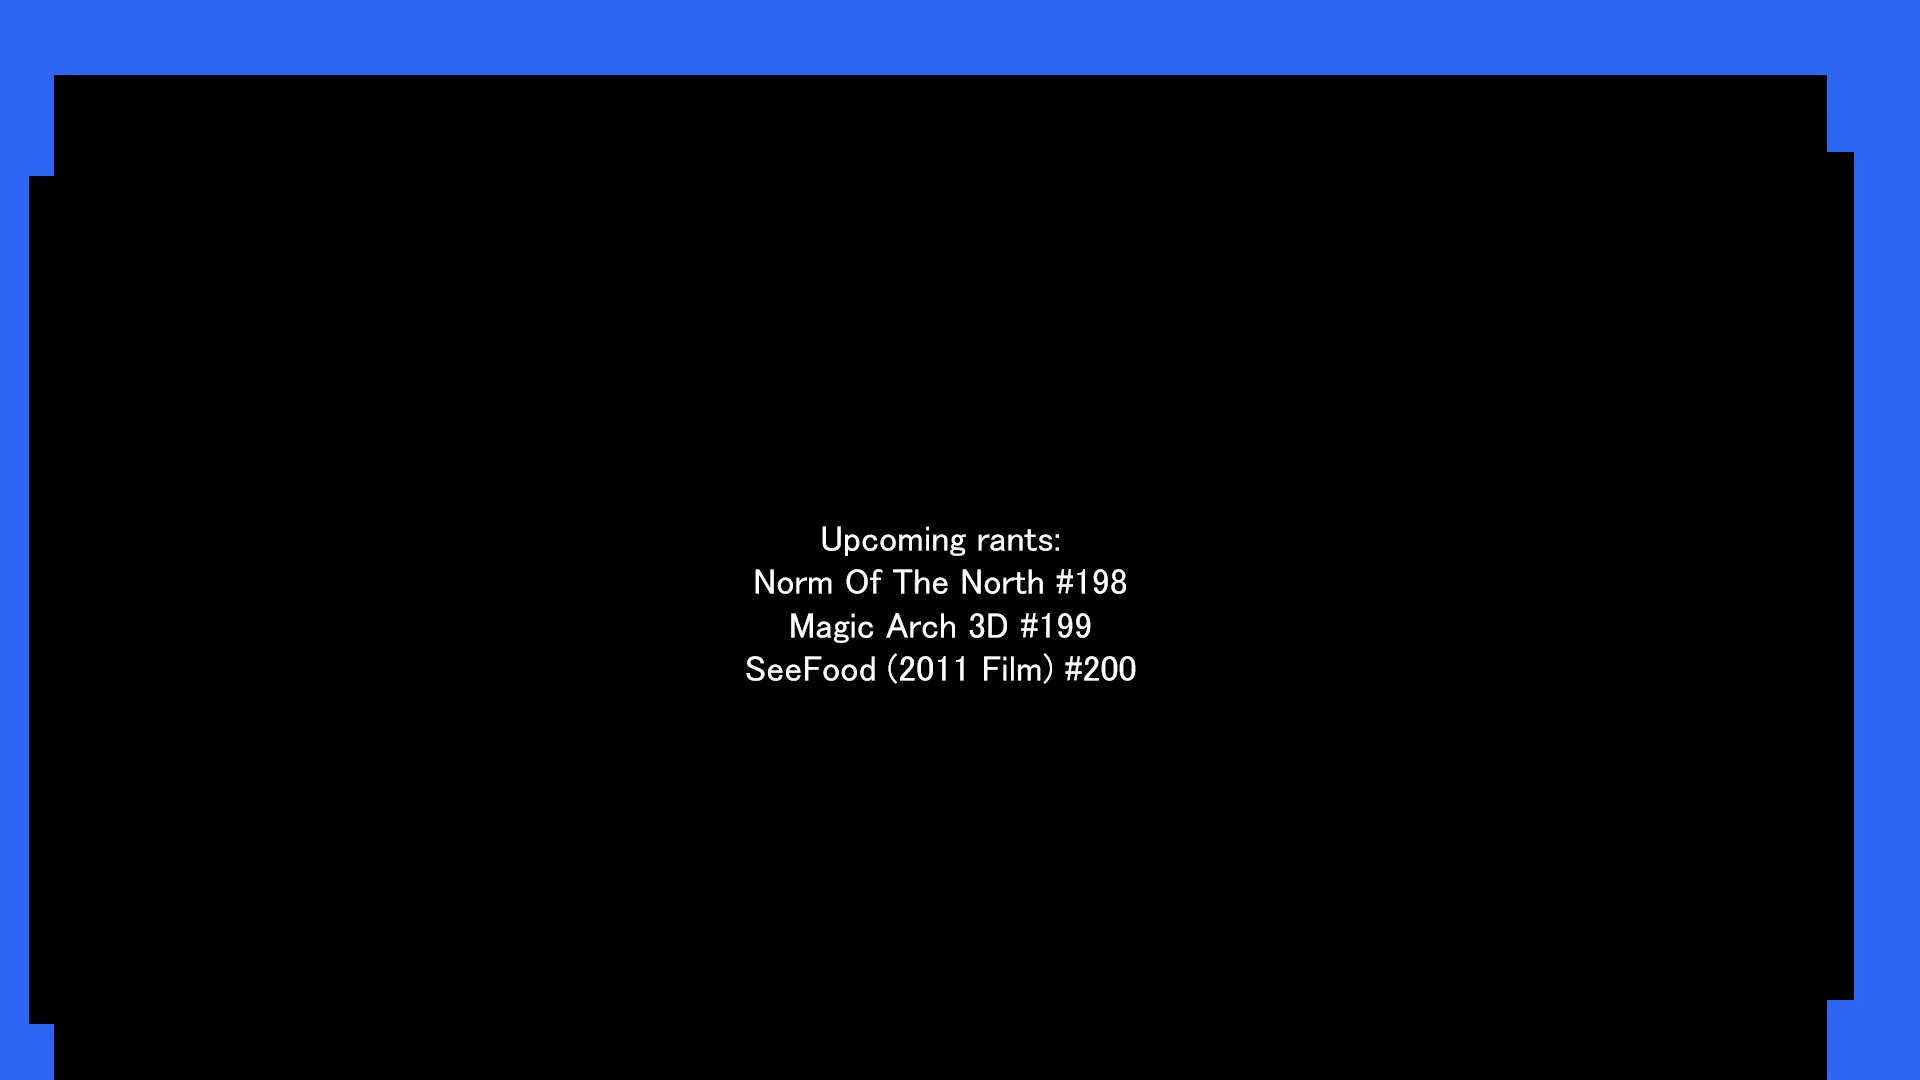 Upcoming rants:
Norm Of The North #198
Magic Arch 3D #199
SeeFood (2011 Film) #200